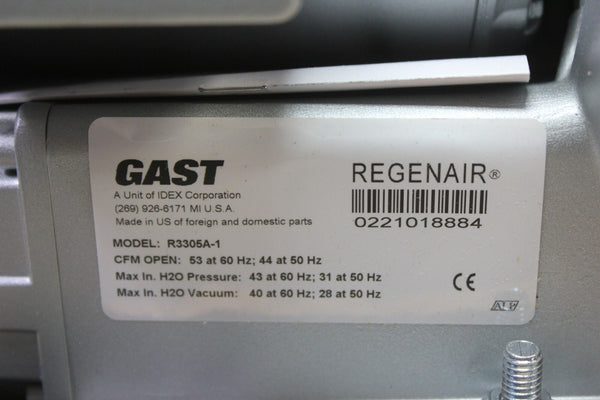 GAST
A Unit of IDEX Corporation
(269) 926-6171 MI U.S.A.
Made in US of foreign and domestic parts
REGENAIR®
0221018884
MODEL: R3305A-1
CFM OPEN: 53 at 60 Hz; 44 at 50 Hz
Max In. H2O Pressure: 43 at 60 Hz; 31 at 50 Hz
Max In. H2O Vacuum: 40 at 60 Hz; 28 at 50 Hz
CE